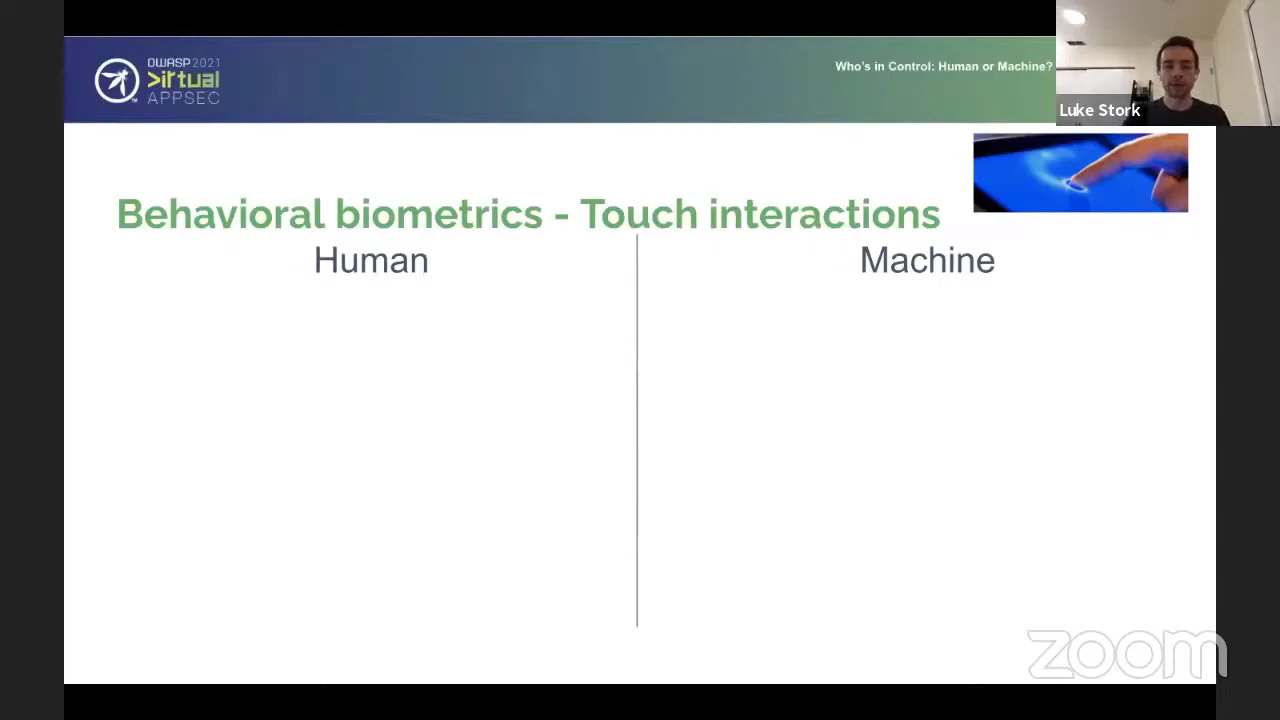 OWASP 2021
>irtual
APPSEC
Who's in Control: Human or Machine?
Luke Stork
Behavioral biometrics - Touch interactions
Human
Machine
zoom